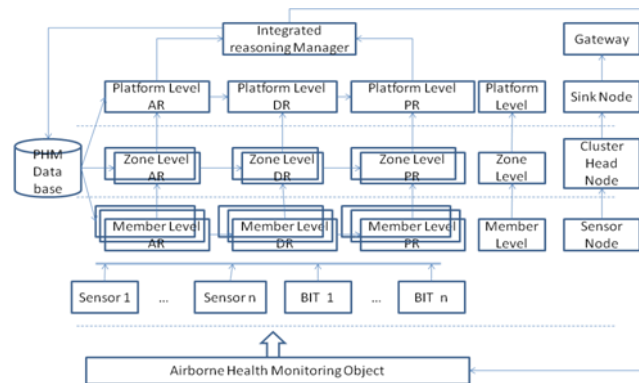 Integrated
reasoning Manager
Gateway
Platform Level
AR
Platform Level
DR
Platform Level
PR
Platform
Level
Sink Node
PHM
Data
base
Zone Level
AR
Zone Level
DR
Zone Level
PR
Zone Level
Cluster
Head
Node
Member Level
AR
Member Level
DR
Member Level
PR
Member
Level
Sensor
Node
Sensor 1
...
Sensor n
BIT 1
...
BIT n
Airborne Health Monitoring Object